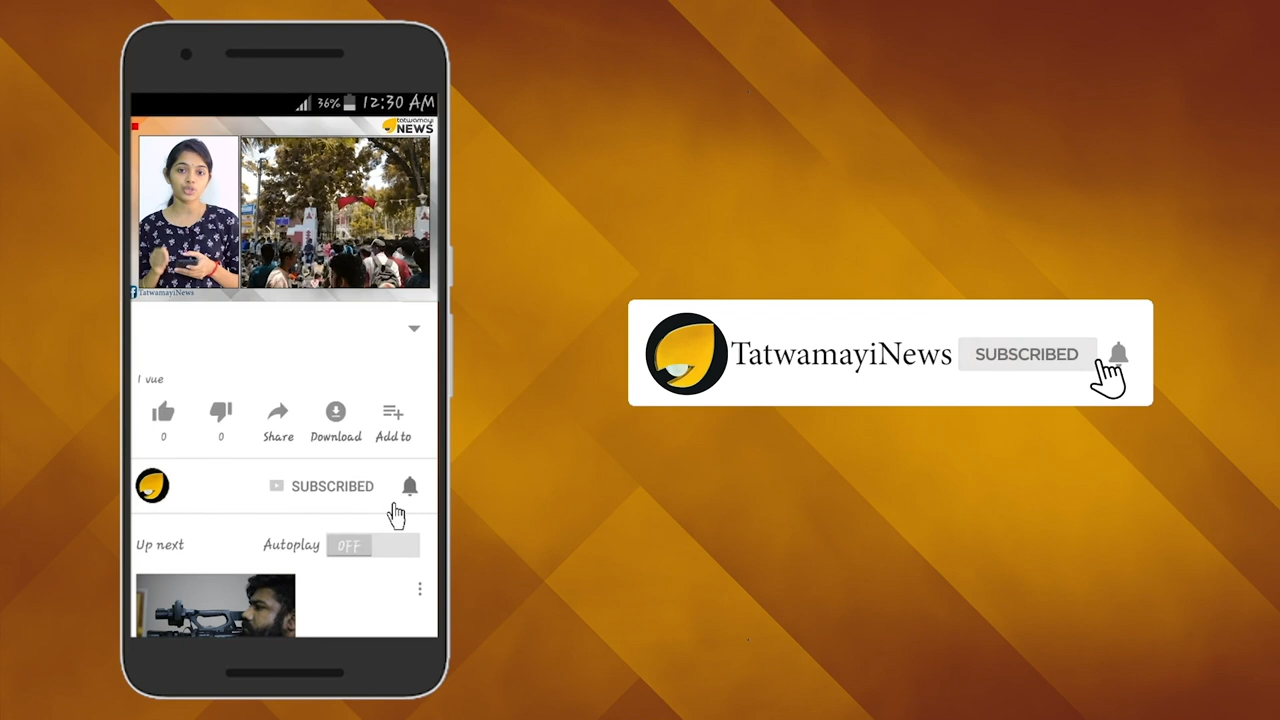 36% 12:30 AM
tatwamayi
NEWS
TatwamayiNews
1 vue
0 0 Share Download Add to
SUBSCRIBED
Up next Autoplay OFF
TatwamayiNews SUBSCRIBED